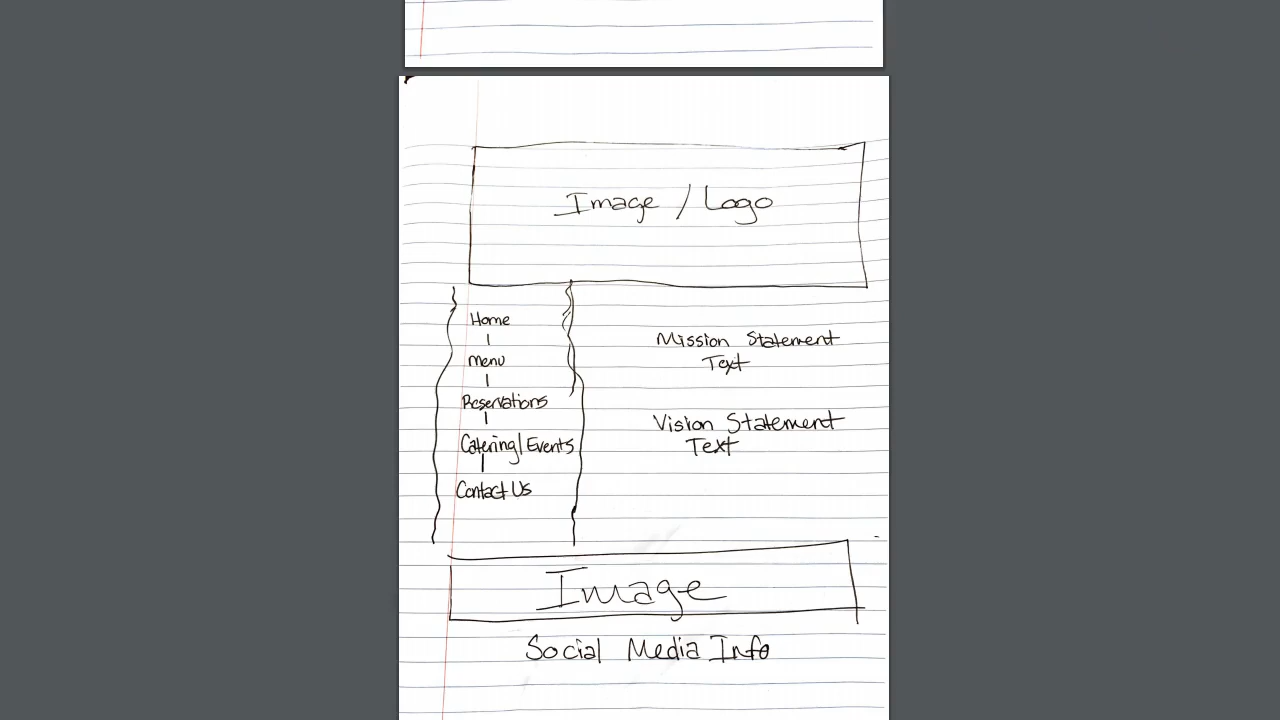 Image / Logo
Home
Menu
Reservations
Catering/Events
Contact Us
Mission Statement
Text
Vision Statement
Text
Image
Social Media Info